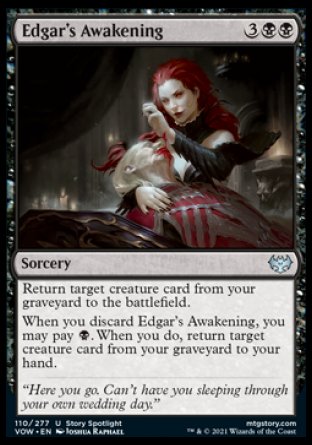 Edgar's Awakening 3
Sorcery
Return target creature card from your
graveyard to the battlefield.
When you discard Edgar's Awakening, you
may pay . When you do, return target
creature card from your graveyard to your
hand.
"Here you go. Can't have you sleeping through
your own wedding day."
110/277 U Story Spotlight mtgstory.com
VOW • EN Joshua Raphael ™ & © 2021 Wizards of the Coast